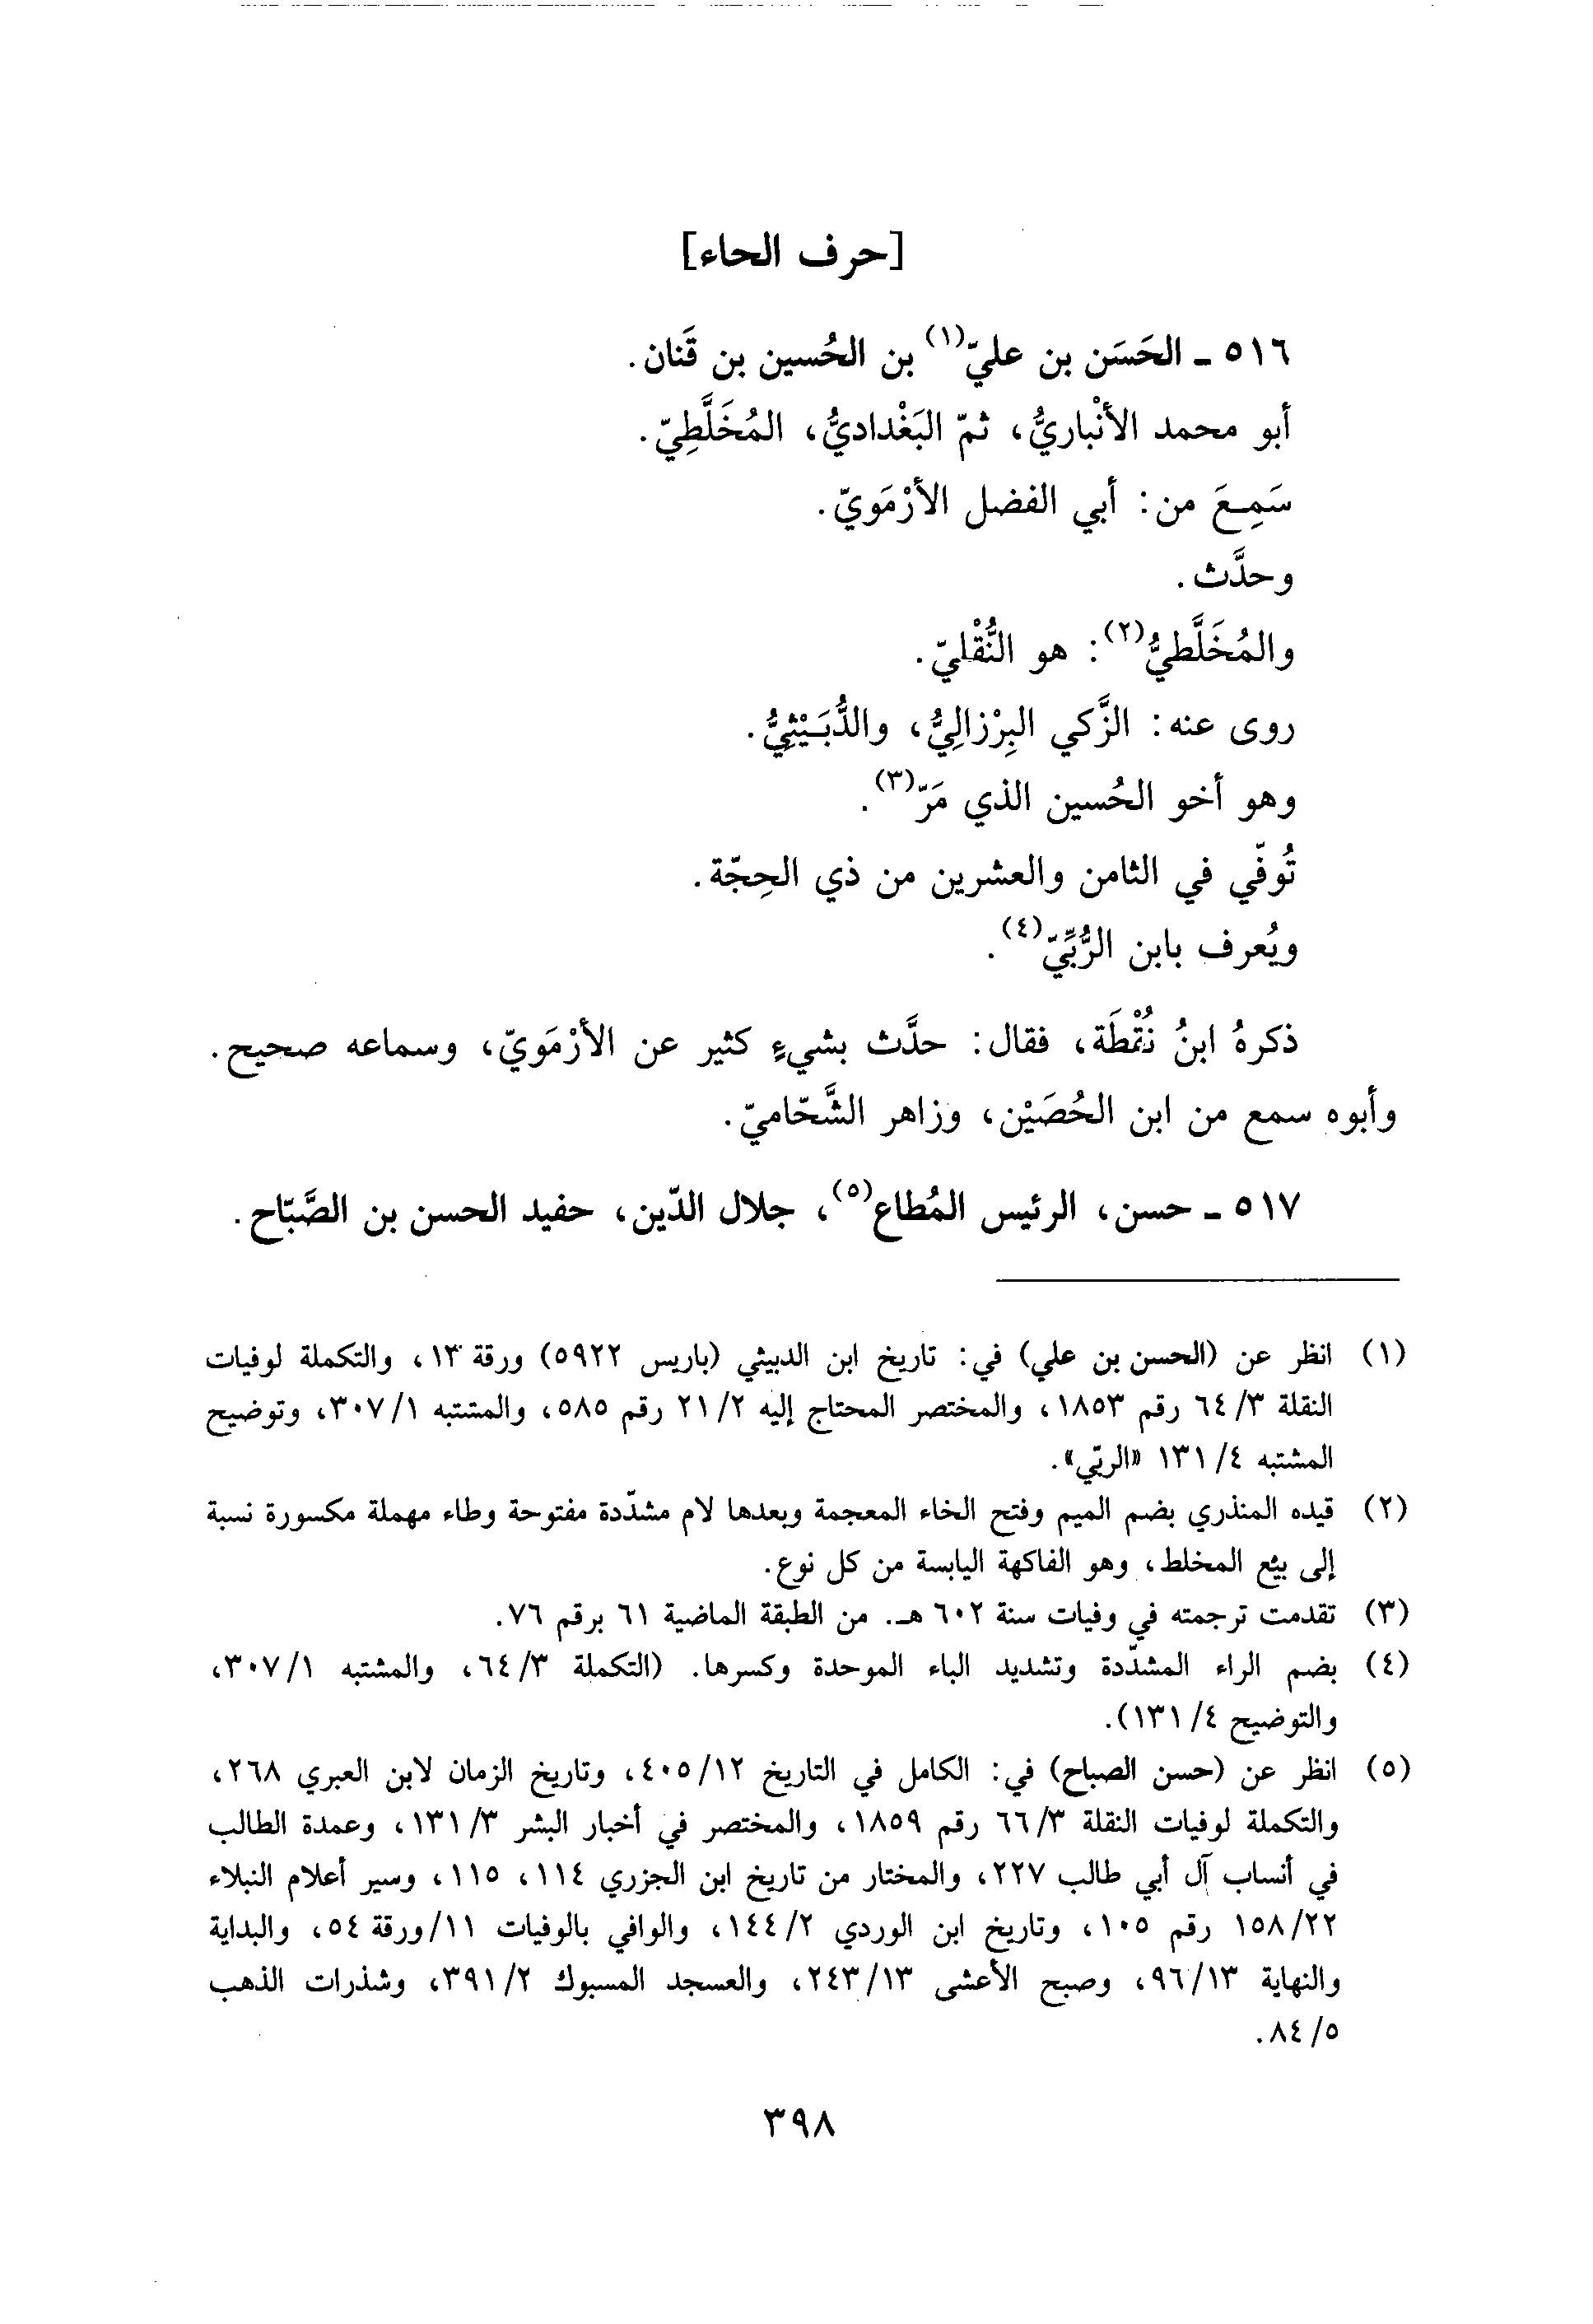 [حرف الحاء]
٥١٦ - الحَسَن بن عليّ(١) بن الحُسين بن قَنان.
أبو محمد الأنْباريُّ، ثمّ البَغْداديُّ، المُخَلَّطِيّ.
سَمِعَ من: أبي الفضل الأرْمَويّ.
وحدَّث.
والمُخَلَّطيُّ(٢): هو النُّقْليّ.
روى عنه: الزَّكي البِرْزالِيُّ، والدُّبَيْثِيُّ.
وهو أخو الحُسين الذي مَرّ(٣).
تُوفّي في الثامن والعشرين من ذي الحِجّة.
ويُعرف بابن الرُّبِّيّ(٤).
ذكرهُ ابنُ نُقْطَة، فقال: حدَّث بشيءٍ كثير عن الأرْمَويّ، وسماعه صحيح.
وأبوه سمع من ابن الحُصَيْن، وزاهر الشَّحّاميّ.
٥١٧ - حسن، الرئيس المُطاع(٥)، جلال الدّين، حفيد الحسن بن الصَّبّاح.
(١) انظر عن (الحسن بن علي) في: تاريخ ابن الدبيثي (باريس ٥٩٢٢) ورقة ١٣، والتكملة لوفيات
النقلة ٣/ ٦٤ رقم ١٨٥٣، والمختصر المحتاج إليه ٢/ ٢١ رقم ٥٨٥، والمشتبه ١/ ٣٠٧، وتوضيح
المشتبه ٤/ ١٣١ «الربّي».
(٢) قيده المنذري بضم الميم وفتح الخاء المعجمة وبعدها لام مشدّدة مفتوحة وطاء مهملة مكسورة نسبة
إلى بيع المخلط، وهو الفاكهة اليابسة من كل نوع.
(٣) تقدمت ترجمته في وفيات سنة ٦٠٢ هـ. من الطبقة الماضية ٦١ برقم ٧٦.
(٤) بضم الراء المشدّدة وتشديد الباء الموحدة وكسرها. (التكملة ٣/ ٦٤، والمشتبه ١/ ٣٠٧،
والتوضيح ٤/ ١٣١).
(٥) انظر عن (حسن الصباح) في: الكامل في التاريخ ١٢/ ٤٠٥، وتاريخ الزمان لابن العبري ٢٦٨،
والتكملة لوفيات النقلة ٣/ ٦٦ رقم ١٨٥٩، والمختصر في أخبار البشر ٣/ ١٣١، وعمدة الطالب
في أنساب آل أبي طالب ٢٢٧، والمختار من تاريخ ابن الجزري ١١٤، ١١٥، وسير أعلام النبلاء
٢٢/ ١٥٨ رقم ١٠٥، وتاريخ ابن الوردي ٢/ ١٤٤، والوافي بالوفيات ١١/ ورقة ٥٤، والبداية
والنهاية ١٣/ ٩٦، وصبح الأعشى ١٣/ ٢٤٣، والعسجد المسبوك ٢/ ٣٩١، وشذرات الذهب
٥/ ٨٤.
٣٩٨